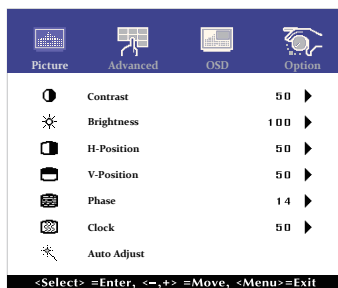 Picture Advanced OSD Option
Contrast 50
Brightness 100
H-Position 50
V-Position 50
Phase 14
Clock 50
Auto Adjust
<Select> =Enter, <–,+> =Move, <Menu>=Exit